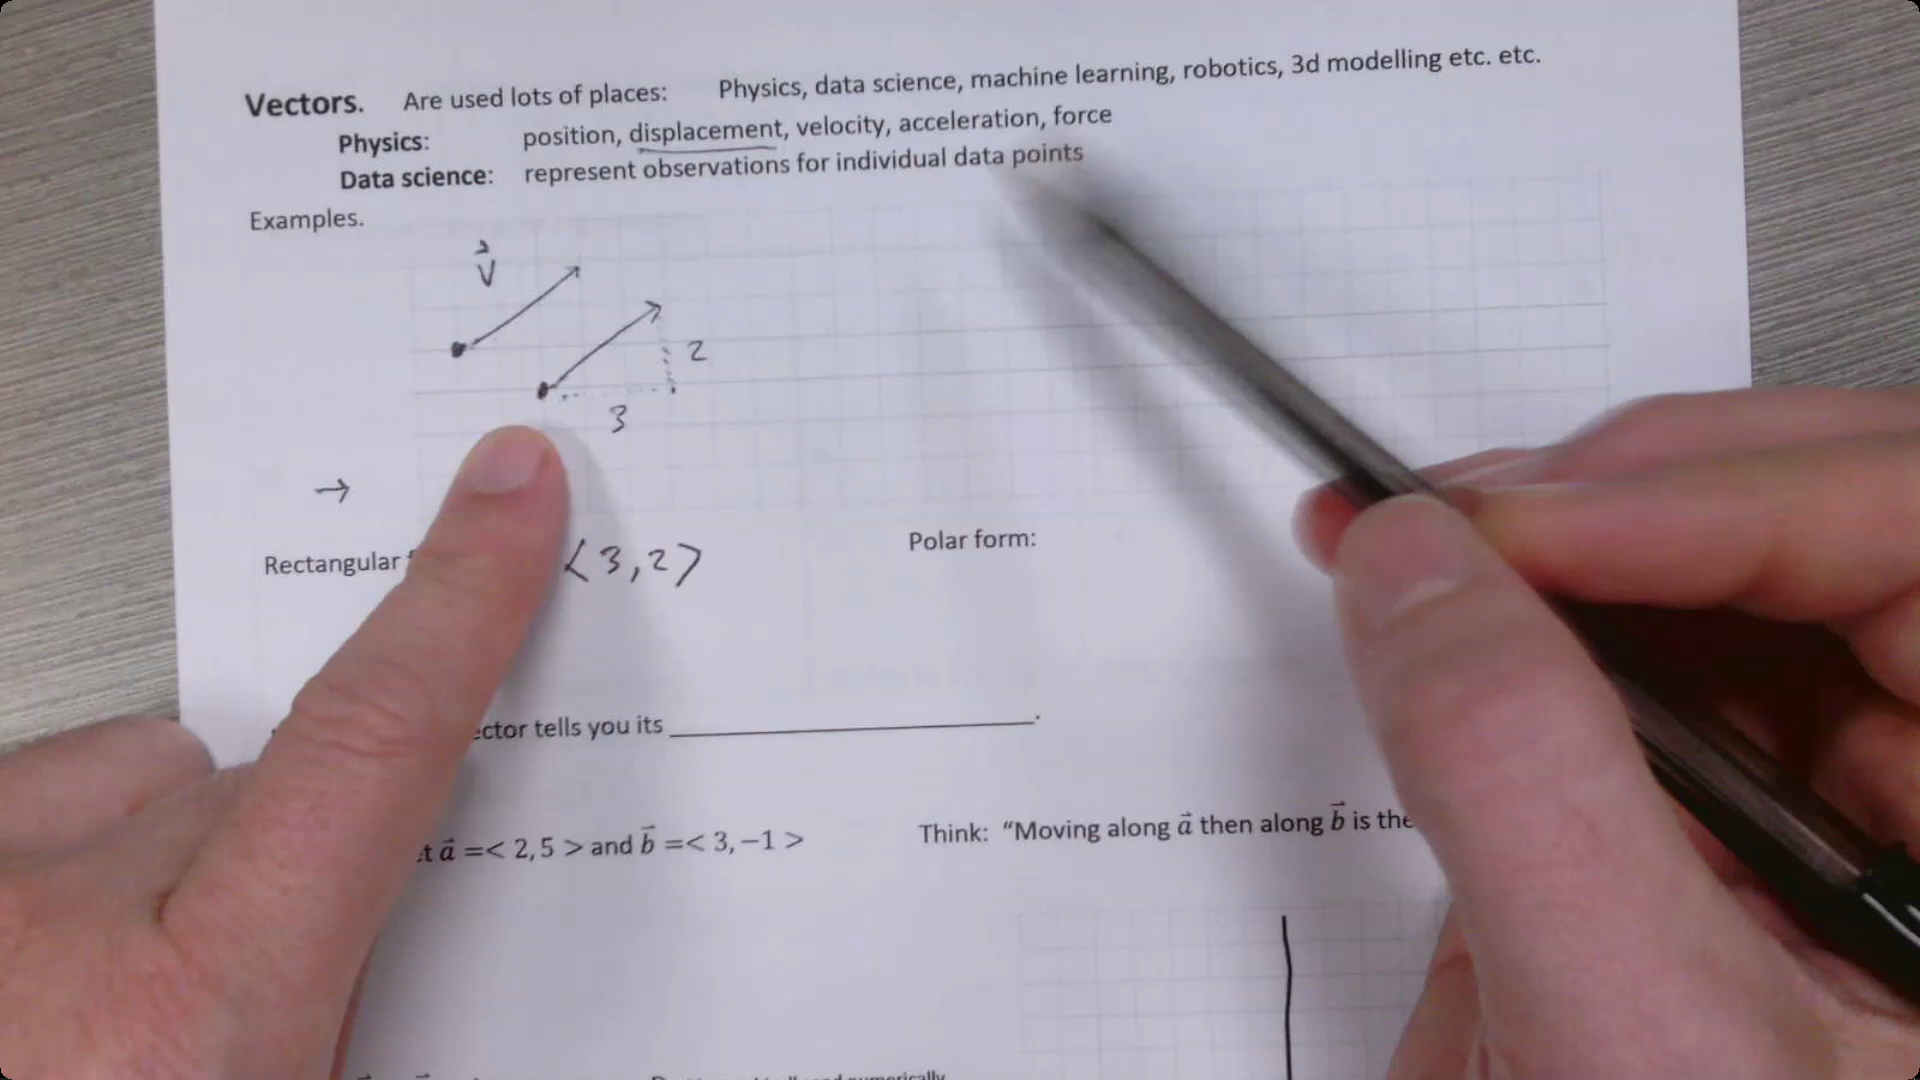 Vectors. Are used lots of places: Physics, data science, machine learning, robotics, 3d modelling etc. etc.
Physics: position, displacement, velocity, acceleration, force
Data science: represent observations for individual data points
Examples.
v⃗
2
3
→
Rectangular <3,2> Polar form:
tells you its ______________.
a⃗ =< 2,5 > and b⃗ =< 3,−1 > Think: “Moving along a⃗ then along b⃗ is the